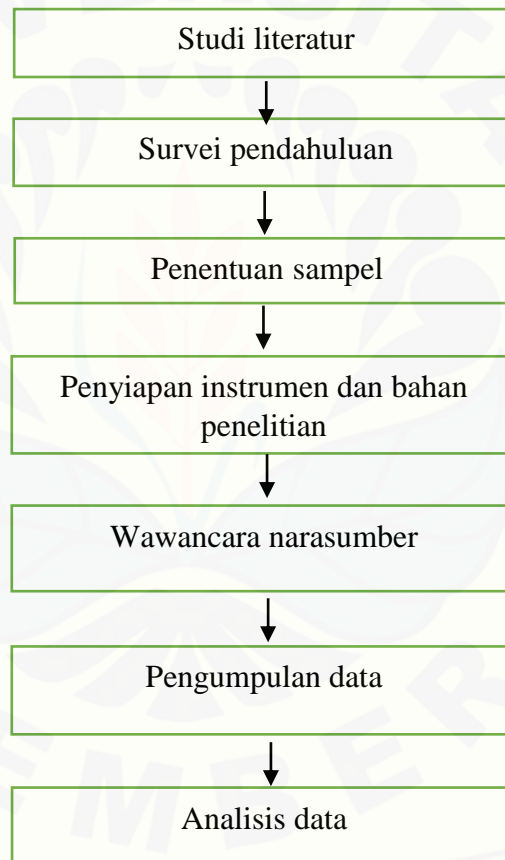 Studi literatur
Survei pendahuluan
Penentuan sampel
Penyiapan instrumen dan bahan
penelitian
Wawancara narasumber
Pengumpulan data
Analisis data